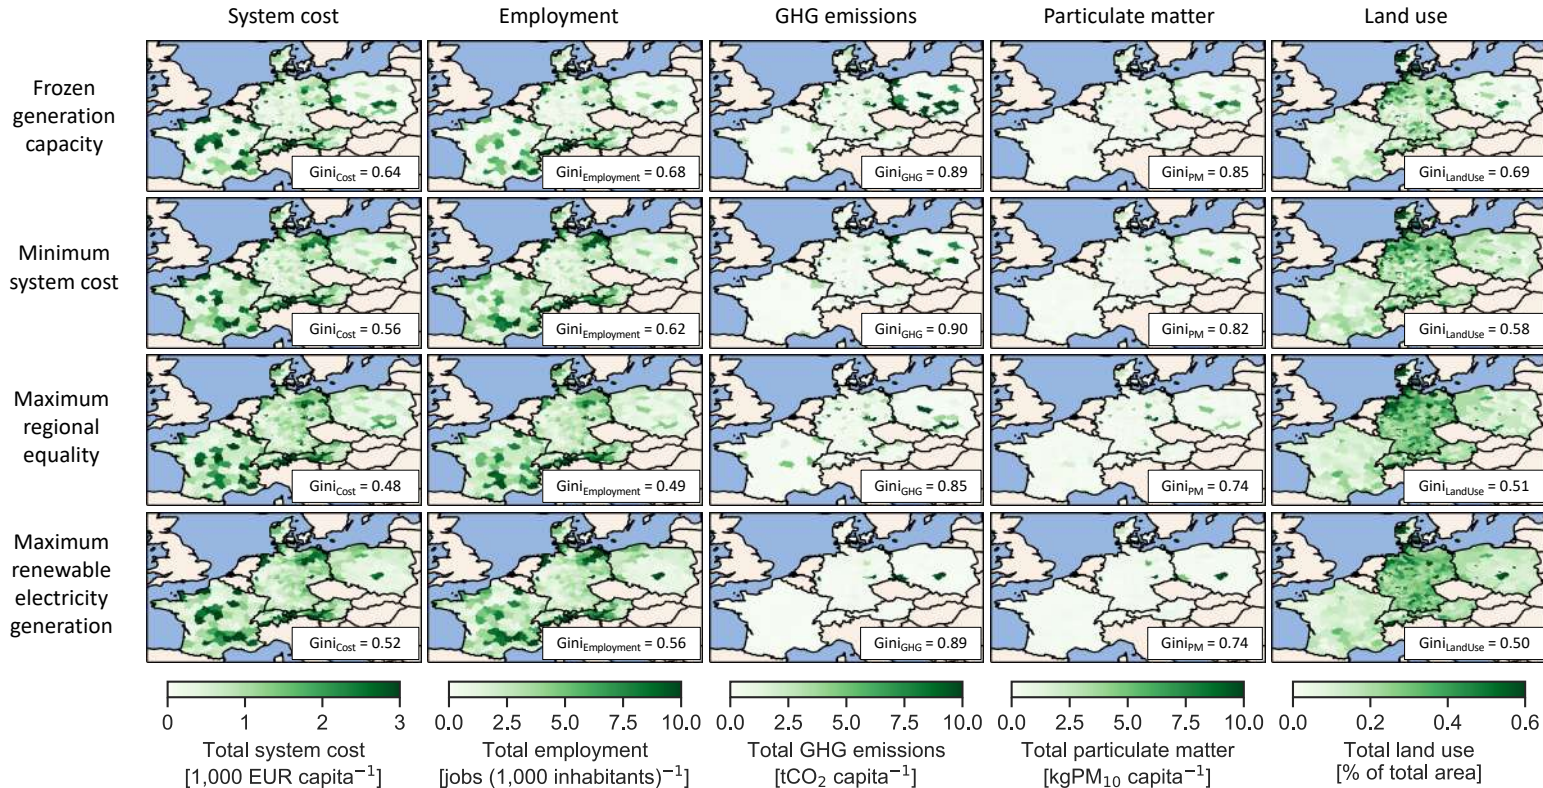 System cost Employment GHG emissions Particulate matter Land use
Frozen
generation
capacity
Gini_Cost = 0.64 Gini_Employment = 0.68 Gini_GHG = 0.89 Gini_PM = 0.85 Gini_LandUse = 0.69
Minimum
system cost
Gini_Cost = 0.56 Gini_Employment = 0.62 Gini_GHG = 0.90 Gini_PM = 0.82 Gini_LandUse = 0.58
Maximum
regional
equality
Gini_Cost = 0.48 Gini_Employment = 0.49 Gini_GHG = 0.85 Gini_PM = 0.74 Gini_LandUse = 0.51
Maximum
renewable
electricity
generation
Gini_Cost = 0.52 Gini_Employment = 0.56 Gini_GHG = 0.89 Gini_PM = 0.74 Gini_LandUse = 0.50
0 1 2 3 0.0 2.5 5.0 7.5 10.0 0.0 2.5 5.0 7.5 10.0 0.0 2.5 5.0 7.5 10.0 0.0 0.2 0.4 0.6
Total system cost Total employment Total GHG emissions Total particulate matter Total land use
[1,000 EUR capita⁻¹] [jobs (1,000 inhabitants)⁻¹] [tCO₂ capita⁻¹] [kgPM₁₀ capita⁻¹] [% of total area]